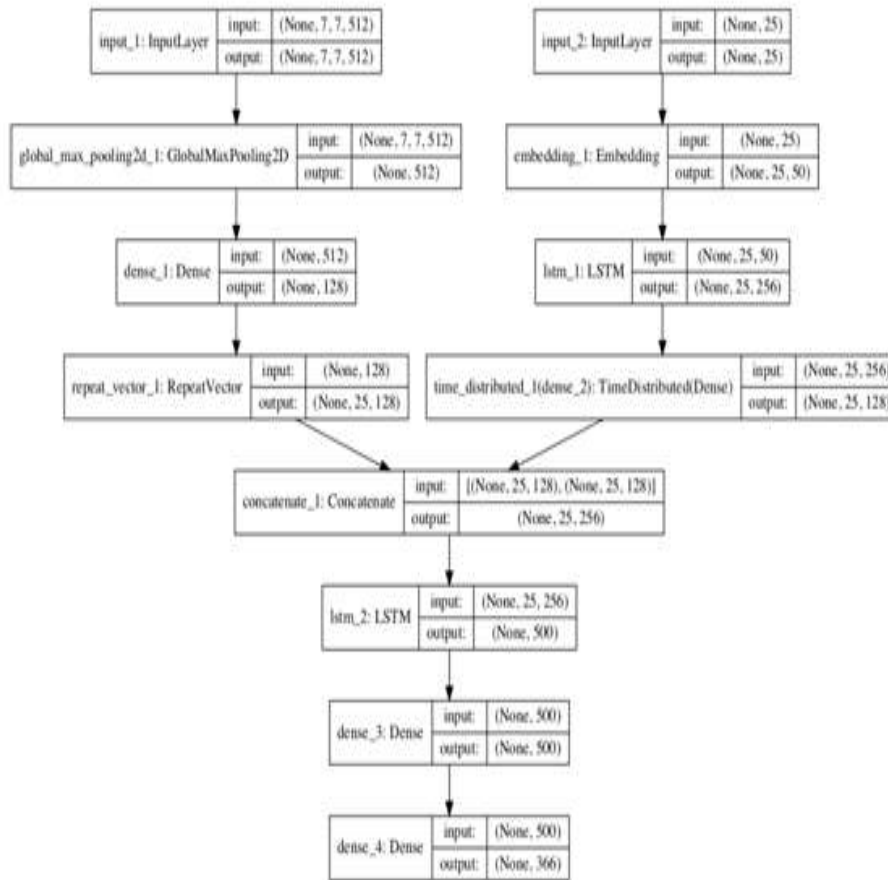 input_1: InputLayer
input: (None, 7, 7, 512)
output: (None, 7, 7, 512)
input_2: InputLayer
input: (None, 25)
output: (None, 25)
global_max_pooling2d_1: GlobalMaxPooling2D
input: (None, 7, 7, 512)
output: (None, 512)
embedding_1: Embedding
input: (None, 25)
output: (None, 25, 50)
dense_1: Dense
input: (None, 512)
output: (None, 128)
lstm_1: LSTM
input: (None, 25, 50)
output: (None, 25, 256)
repeat_vector_1: RepeatVector
input: (None, 128)
output: (None, 25, 128)
time_distributed_1(dense_2): TimeDistributed(Dense)
input: (None, 25, 256)
output: (None, 25, 128)
concatenate_1: Concatenate
input: [(None, 25, 128), (None, 25, 128)]
output: (None, 25, 256)
lstm_2: LSTM
input: (None, 25, 256)
output: (None, 500)
dense_3: Dense
input: (None, 500)
output: (None, 500)
dense_4: Dense
input: (None, 500)
output: (None, 366)